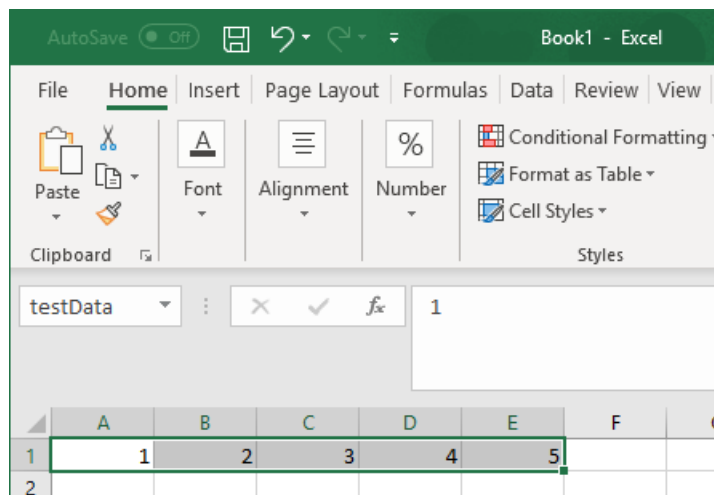 AutoSave Off Book1 - Excel
File Home Insert Page Layout Formulas Data Review View
Paste
Clipboard
A
Font
Alignment
%
Number
Conditional Formatting
Format as Table
Cell Styles
Styles
testData fx 1
A B C D E F
1 1 2 3 4 5
2